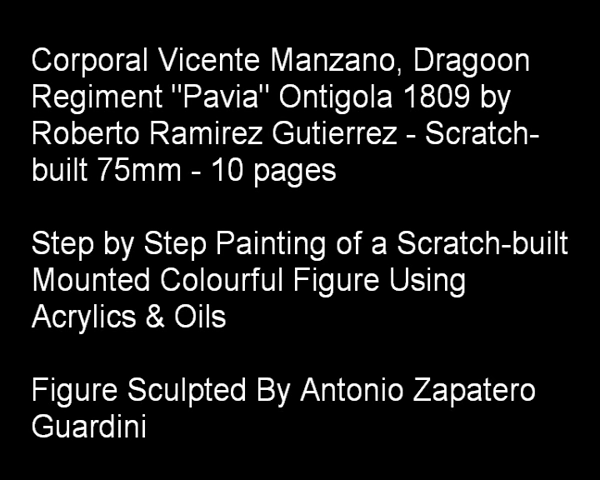 Corporal Vicente Manzano, Dragoon
Regiment "Pavia" Ontigola 1809 by
Roberto Ramirez Gutierrez - Scratch-
built 75mm - 10 pages
Step by Step Painting of a Scratch-built
Mounted Colourful Figure Using
Acrylics & Oils
Figure Sculpted By Antonio Zapatero
Guardini